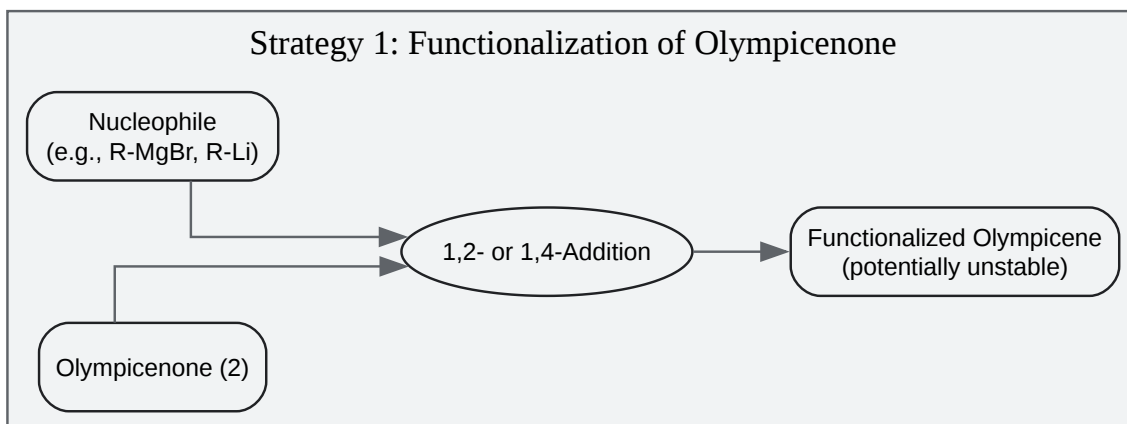 Strategy 1: Functionalization of Olympicenone
Nucleophile
(e.g., R-MgBr, R-Li)
1,2- or 1,4-Addition
Functionalized Olympicene
(potentially unstable)
Olympicenone (2)